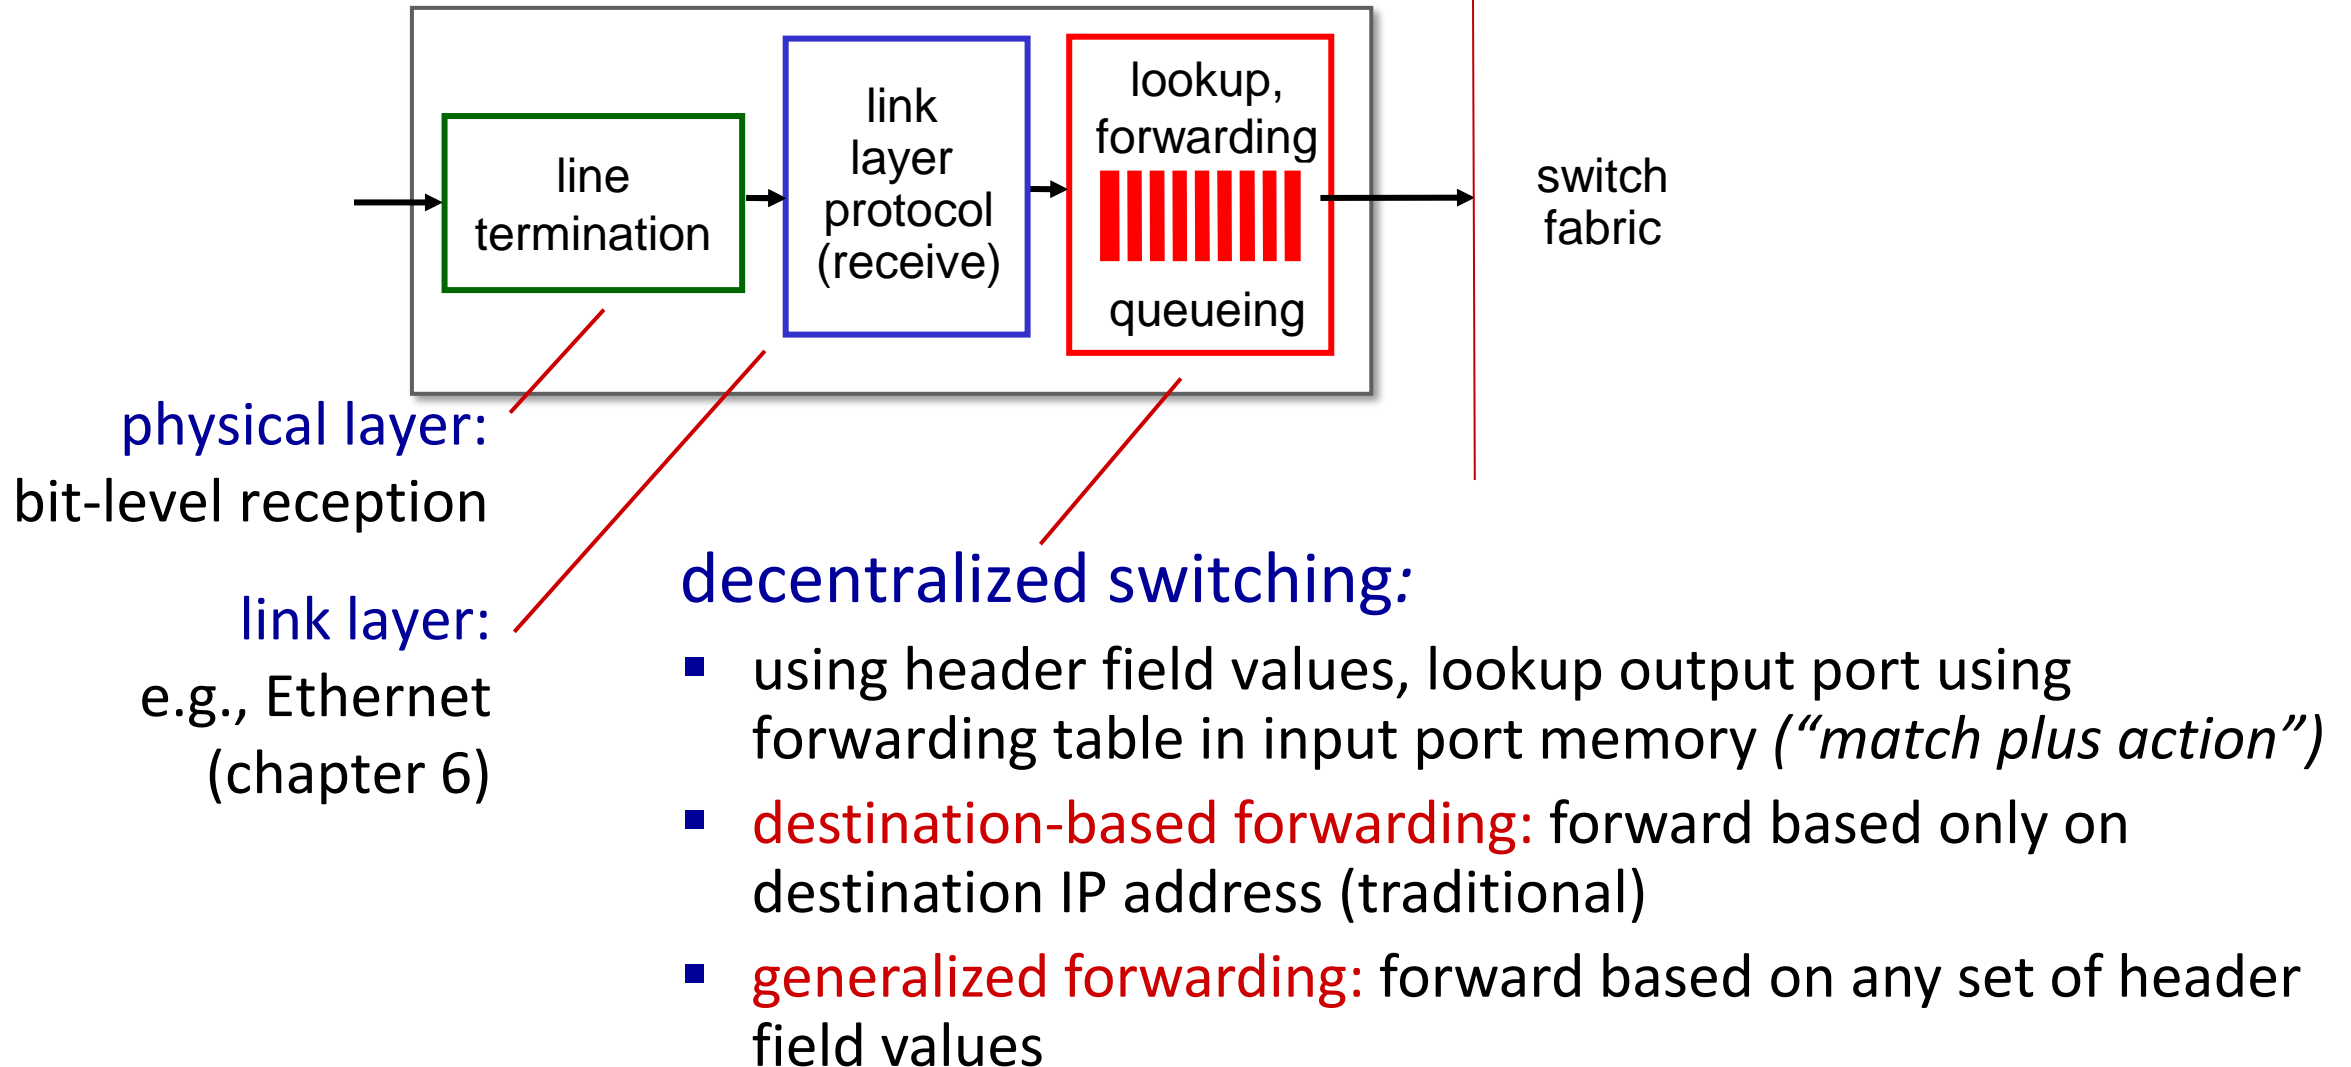 line
termination
link
layer
protocol
(receive)
lookup,
forwarding
queueing
switch
fabric
physical layer:
bit-level reception
link layer:
e.g., Ethernet
(chapter 6)
decentralized switching:
▪ using header field values, lookup output port using
forwarding table in input port memory (“match plus action”)
▪ destination-based forwarding: forward based only on
destination IP address (traditional)
▪ generalized forwarding: forward based on any set of header
field values